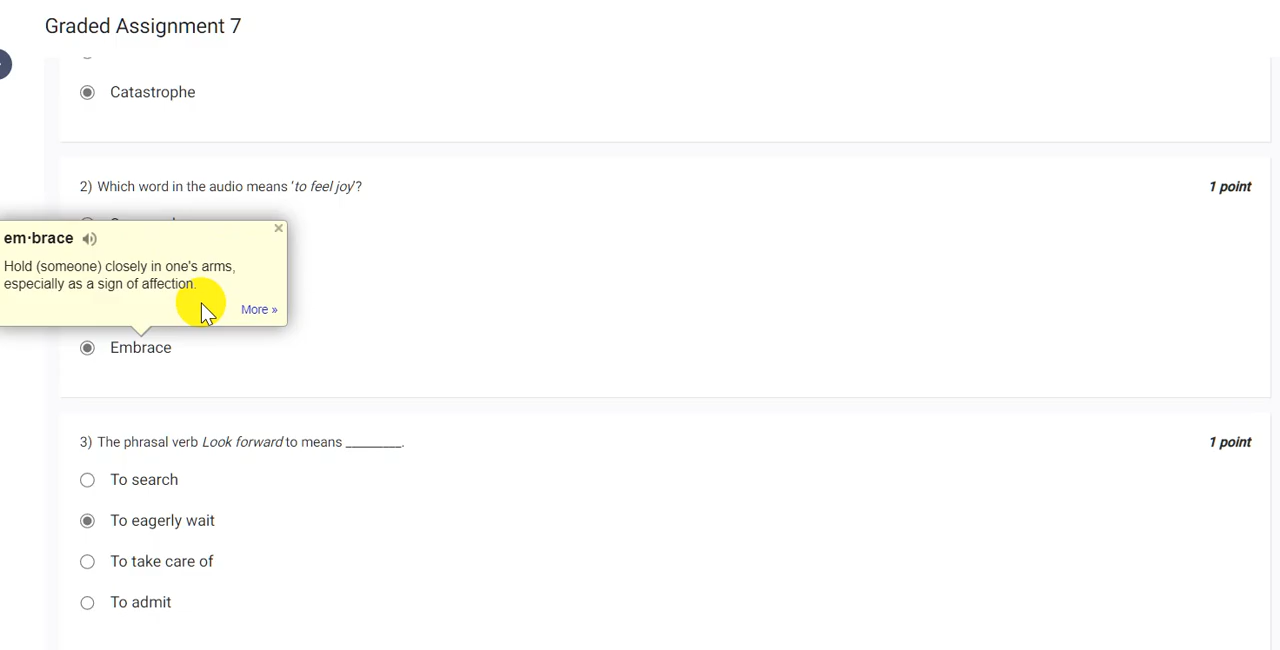 Graded Assignment 7
Catastrophe
2) Which word in the audio means 'to feel joy'?
1 point
em·brace
Hold (someone) closely in one's arms,
especially as a sign of affection.
More »
Embrace
3) The phrasal verb Look forward to means ________.
1 point
To search
To eagerly wait
To take care of
To admit